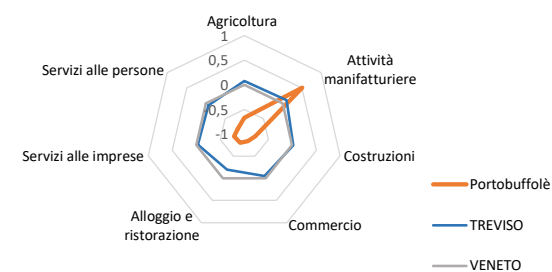 Agricoltura
1
0,5
0
0,5
-1
Attività
manifatturiere
Costruzioni
Commercio
Alloggio e
ristorazione
Servizi alle imprese
Servizi alle persone
Portobuffolè
TREVISO
VENETO